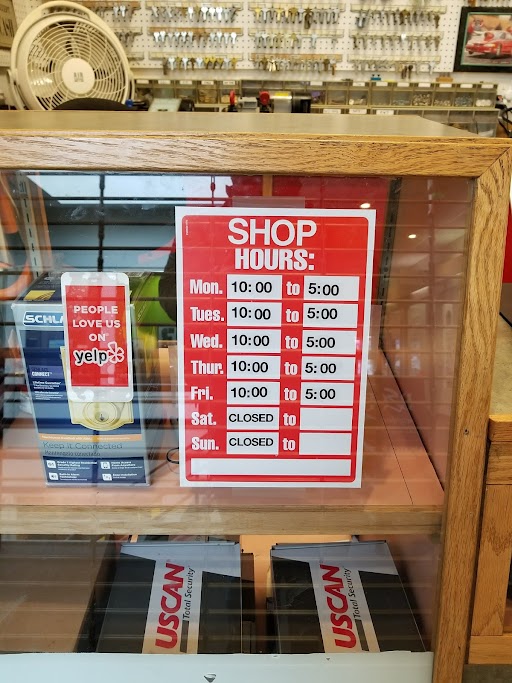 SHOP
HOURS:
Mon. 10:00 to 5:00
Tues. 10:00 to 5:00
Wed. 10:00 to 5:00
Thur. 10:00 to 5:00
Fri. 10:00 to 5:00
Sat. CLOSED to
Sun. CLOSED to
SCHLA
PEOPLE
LOVE US
ON
yelp
CONNECT
Keep it Connected
USCAN
Total Security
USCAN
Total Security